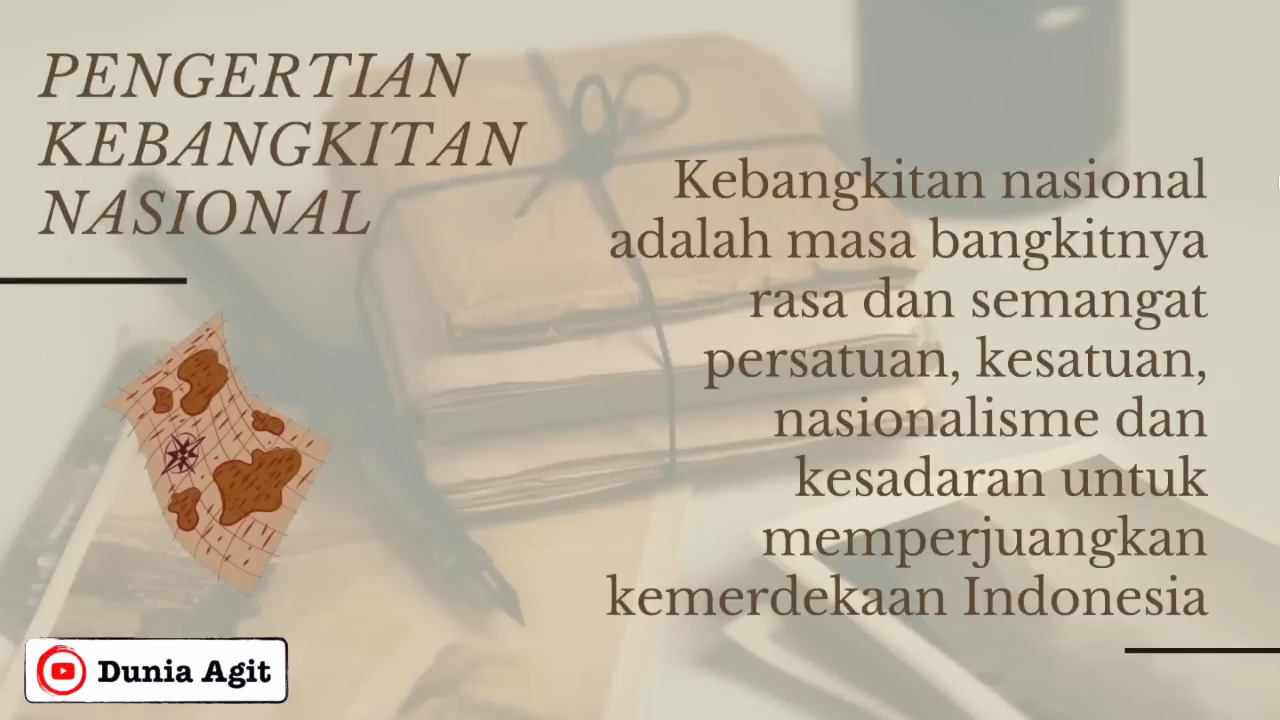 PENGERTIAN
KEBANGKITAN
NASIONAL
Kebangkitan nasional
adalah masa bangkitnya
rasa dan semangat
persatuan, kesatuan,
nasionalisme dan
kesadaran untuk
memperjuangkan
kemerdekaan Indonesia
Dunia Agit